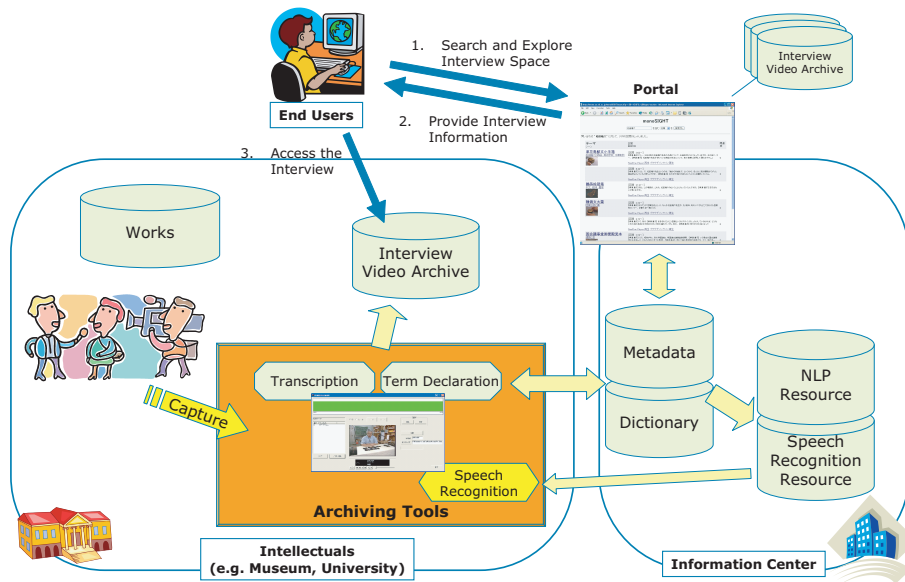 1. Search and Explore
Interview Space
Interview
Video Archive
Portal
End Users
2. Provide Interview
Information
moneSIGHT
3. Access the
Interview
Works
Interview
Video Archive
Metadata
Transcription
Term Declaration
NLP
Resource
Capture
Dictionary
Speech
Recognition
Resource
Speech
Recognition
Archiving Tools
Intellectuals
(e.g. Museum, University)
Information Center